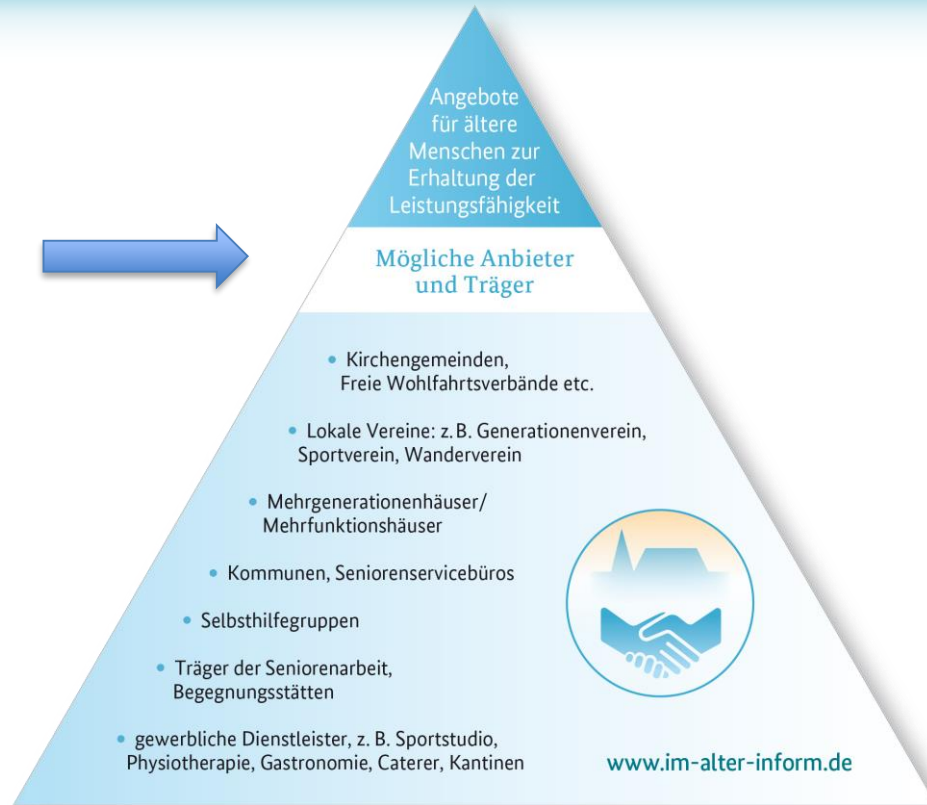 Angebote
für ältere
Menschen zur
Erhaltung der
Leistungsfähigkeit
Mögliche Anbieter
und Träger
• Kirchengemeinden,
Freie Wohlfahrtsverbände etc.
• Lokale Vereine: z. B. Generationenverein,
Sportverein, Wanderverein
• Mehrgenerationenhäuser/
Mehrfunktionshäuser
• Kommunen, Seniorenservicebüros
• Selbsthilfegruppen
• Träger der Seniorenarbeit,
Begegnungsstätten
• gewerbliche Dienstleister, z. B. Sportstudio,
Physiotherapie, Gastronomie, Caterer, Kantinen
www.im-alter-inform.de